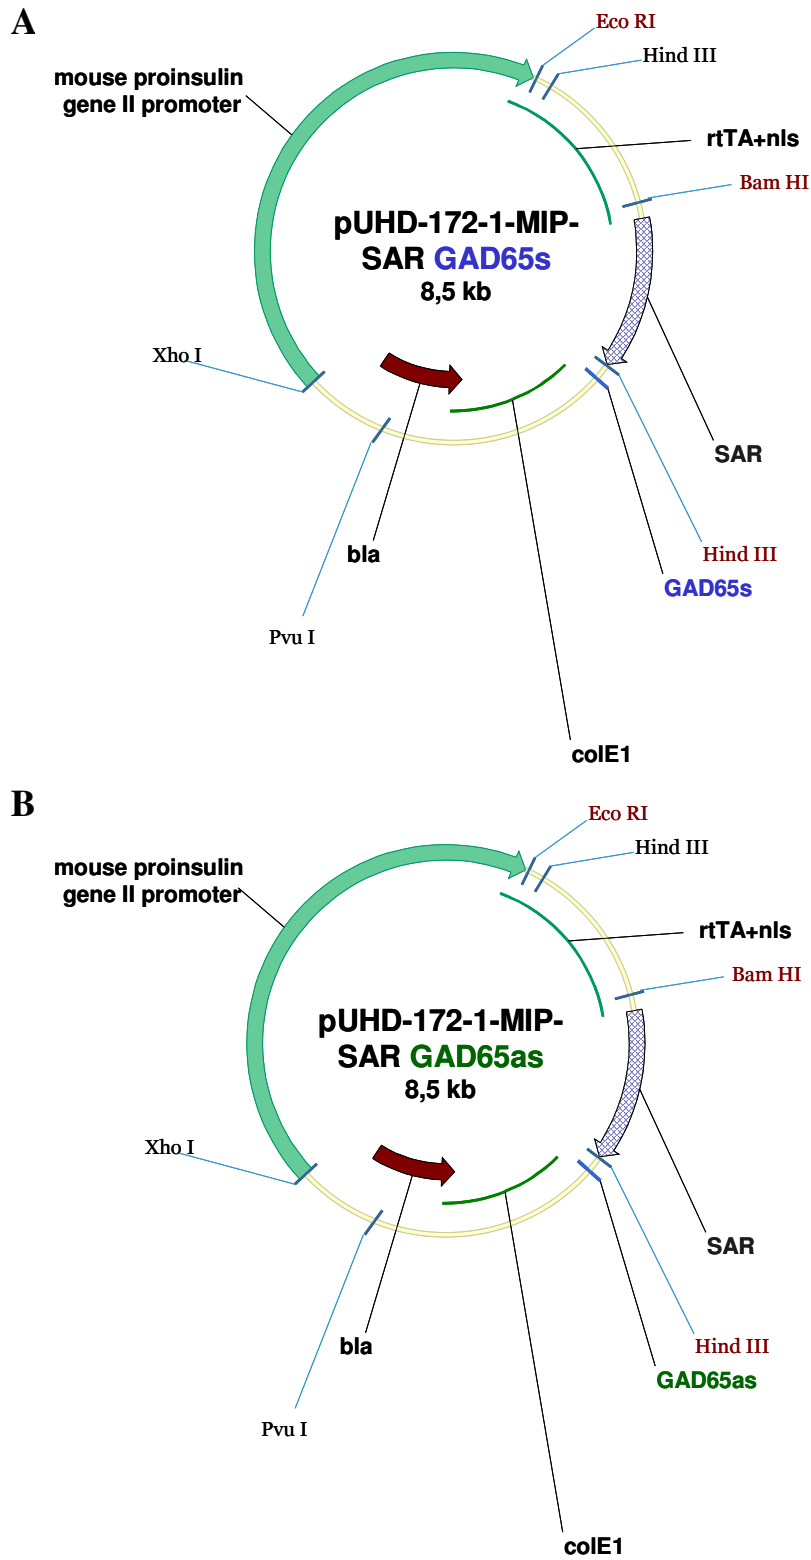 A
Eco RI
Hind III
mouse proinsulin
gene II promoter
rtTA+nls
Bam HI
pUHD-172-1-MIP-
SAR GAD65s
8,5 kb
Xho I
SAR
bla
Hind III
GAD65s
Pvu I
colE1
B
Eco RI
Hind III
mouse proinsulin
gene II promoter
rtTA+nls
Bam HI
pUHD-172-1-MIP-
SAR GAD65as
8,5 kb
Xho I
SAR
bla
Hind III
GAD65as
Pvu I
colE1